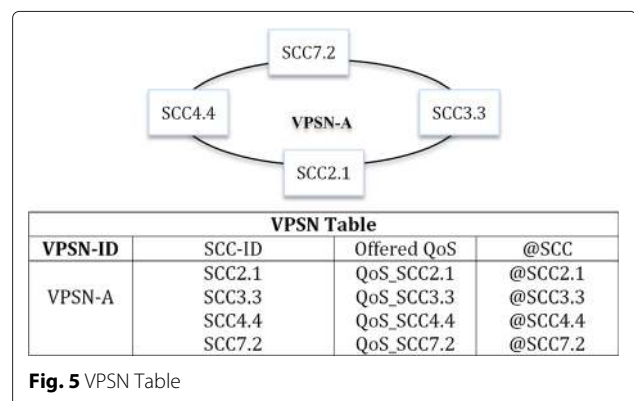 SCC7.2
SCC4.4
VPSN-A
SCC3.3
SCC2.1
VPSN Table
VPSN-ID SCC-ID Offered QoS @SCC
SCC2.1 QoS_SCC2.1 @SCC2.1
VPSN-A SCC3.3 QoS_SCC3.3 @SCC3.3
SCC4.4 QoS_SCC4.4 @SCC4.4
SCC7.2 QoS_SCC7.2 @SCC7.2
Fig. 5 VPSN Table